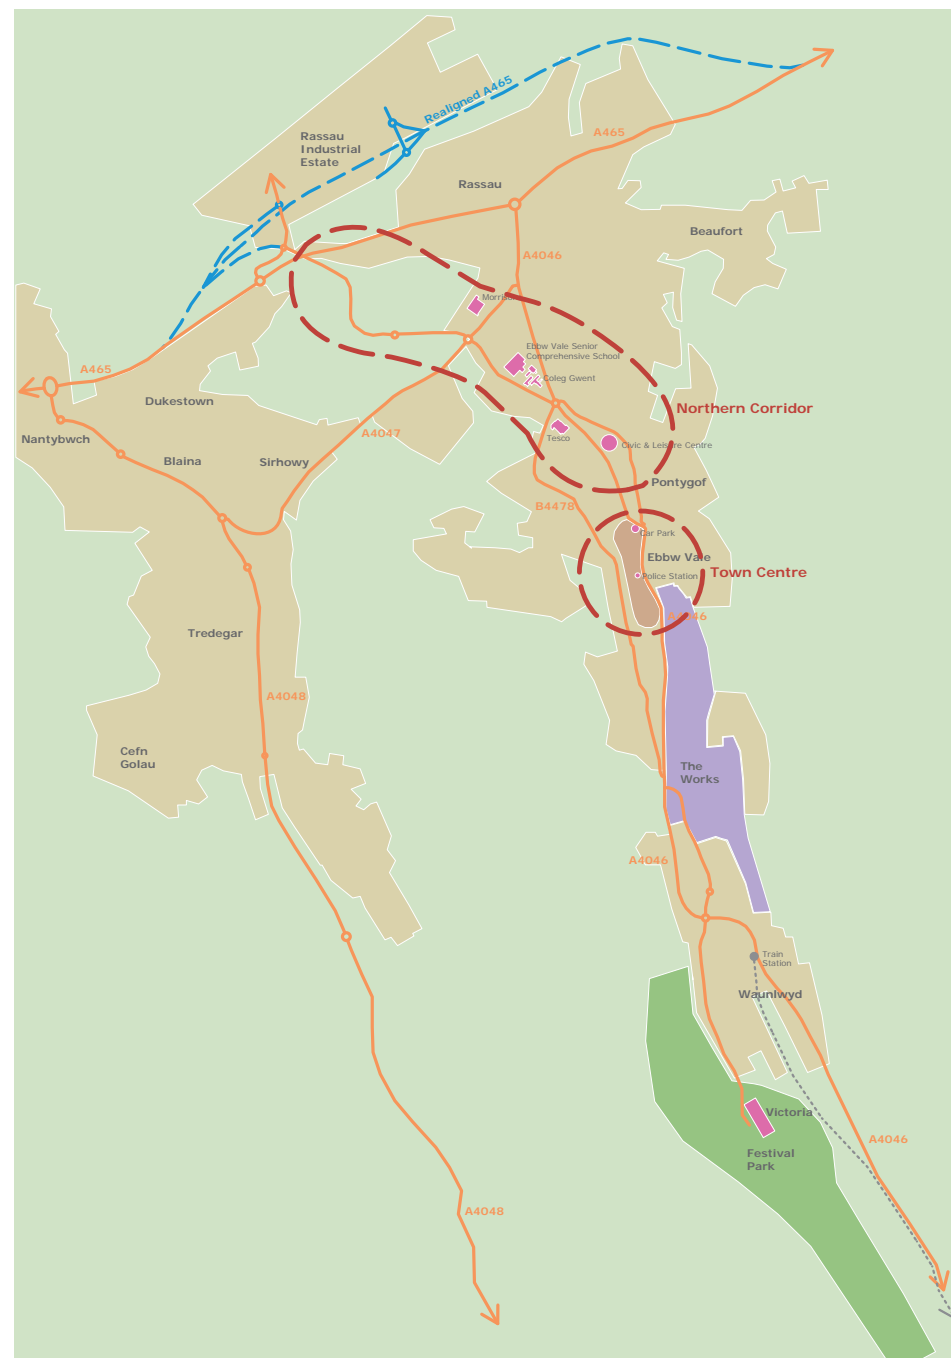 Realigned A465
Rassau
Industrial
Estate
A465
Rassau
Beaufort
A4046
Morrisons
Ebbw Vale Senior
Comprehensive School
Coleg Gwent
A465
Dukestown
Northern Corridor
Nantybwch
A4047
Tesco
Civic & Leisure Centre
Blaina
Sirhowy
Pontygof
B4478
Car Park
Ebbw Vale
Town Centre
Police Station
A4046
Tredegar
A4048
Cefn
Golau
The
Works
A4046
Train
Station
Waunlwyd
Victoria
A4046
Festival
Park
A4048